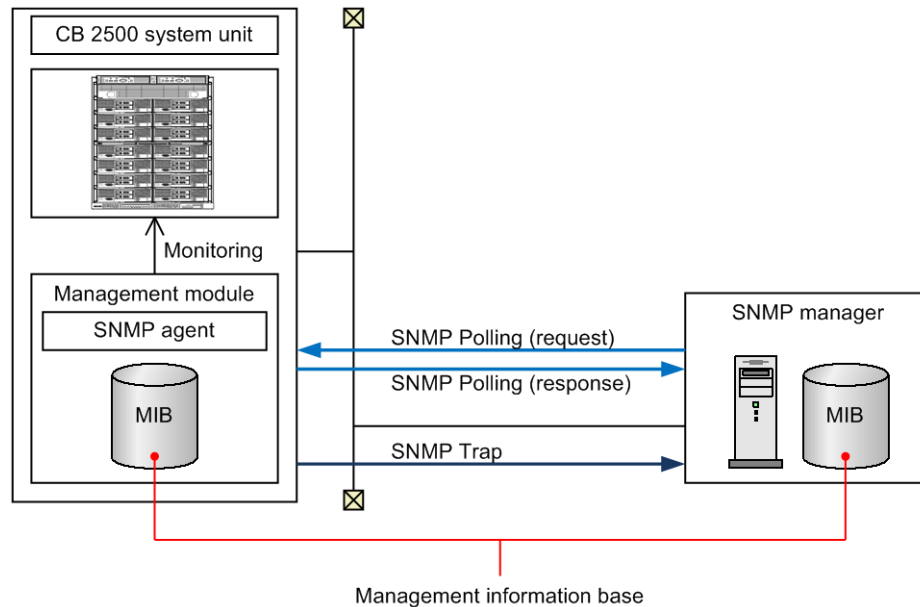 CB 2500 system unit
Monitoring
Management module
SNMP agent
MIB
SNMP Polling (request)
SNMP Polling (response)
SNMP Trap
SNMP manager
MIB
Management information base